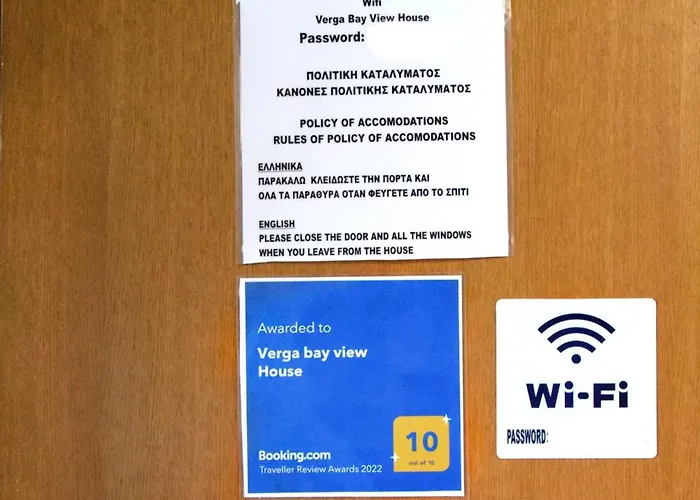 Wifi
Verga Bay View House
Password:
ΠΟΛΙΤΙΚΗ ΚΑΤΑΛΥΜΑΤΟΣ
ΚΑΝΟΝΕΣ ΠΟΛΙΤΙΚΗΣ ΚΑΤΑΛΥΜΑΤΟΣ
POLICY OF ACCOMODATIONS
RULES OF POLICY OF ACCOMODATIONS
ΕΛΛΗΝΙΚΑ
ΠΑΡΑΚΑΛΩ ΚΛΕΙΔΩΣΤΕ ΤΗΝ ΠΟΡΤΑ ΚΑΙ
ΟΛΑ ΤΑ ΠΑΡΑΘΥΡΑ ΟΤΑΝ ΦΕΥΓΕΤΕ ΑΠΟ ΤΟ ΣΠΙΤΙ
ENGLISH
PLEASE CLOSE THE DOOR AND ALL THE WINDOWS
WHEN YOU LEAVE FROM THE HOUSE
Awarded to
Verga bay view
House
10
out of 10
Booking.com
Traveller Review Awards 2022
Wi-Fi
PASSWORD: